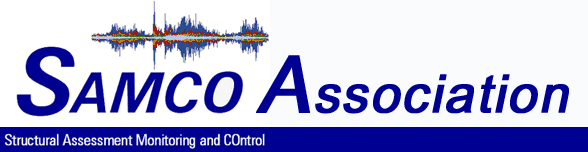 SAMCO Association
Structural Assessment Monitoring and COntrol